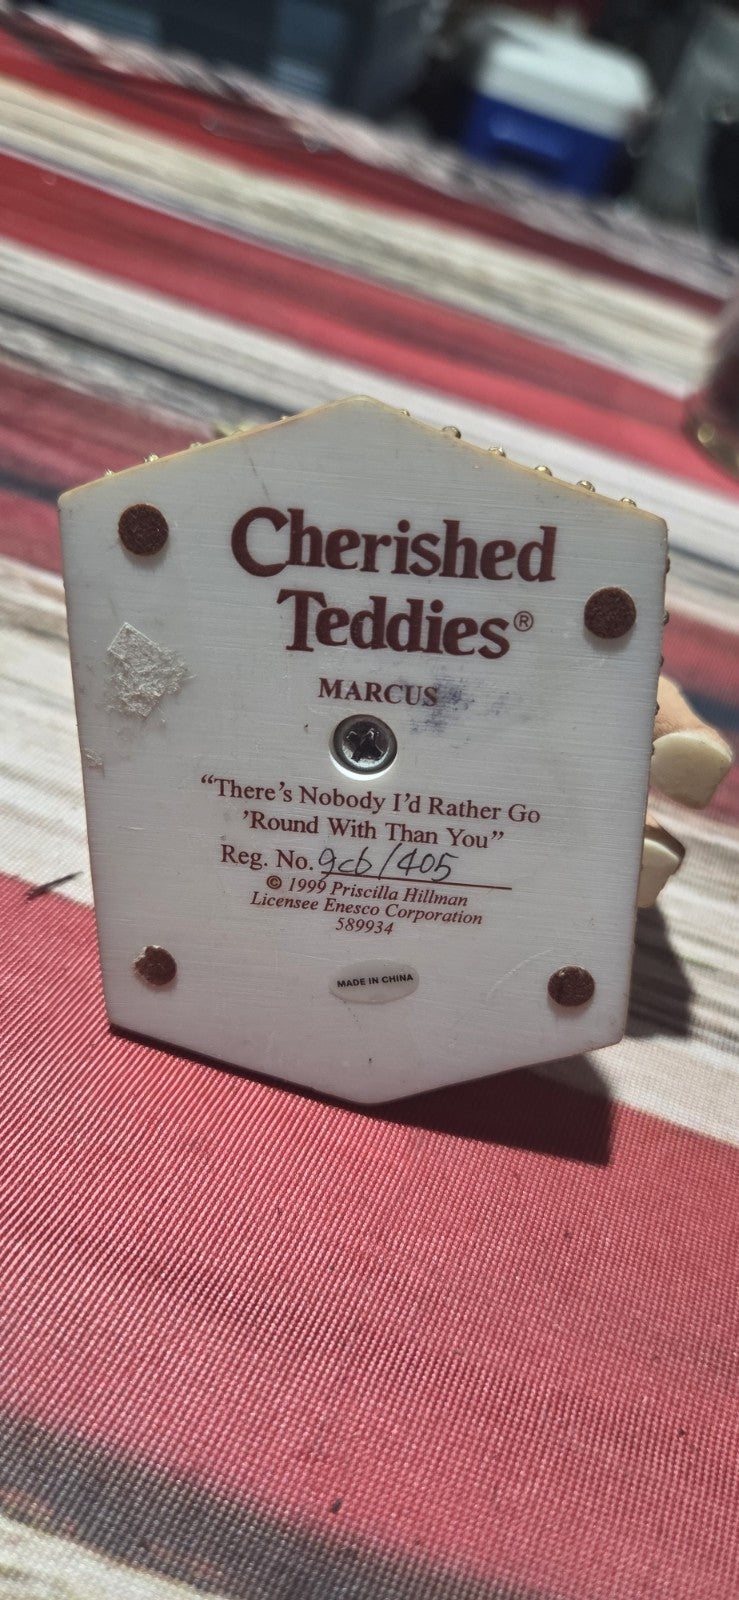 Cherished
Teddies®
MARCUS
“There’s Nobody I’d Rather Go
’Round With Than You”
Reg. No. 9cb/405
© 1999 Priscilla Hillman
Licensee Enesco Corporation
589934
MADE IN CHINA